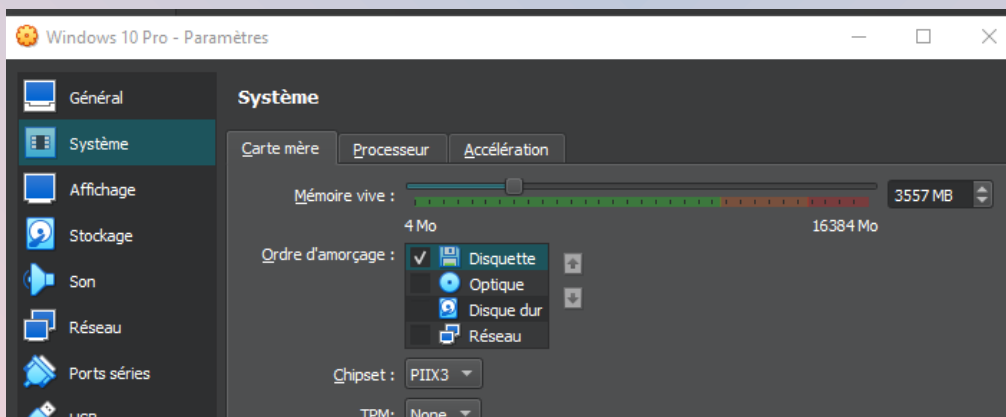 Windows 10 Pro - Paramètres
Général
Système
Affichage
Stockage
Son
Réseau
Ports séries
USB
Système
Carte mère Processeur Accélération
Mémoire vive : 3557 MB
4 Mo 16384 Mo
Ordre d'amorçage : Disquette
Optique
Disque dur
Réseau
Chipset : PIIX3
TPM: None